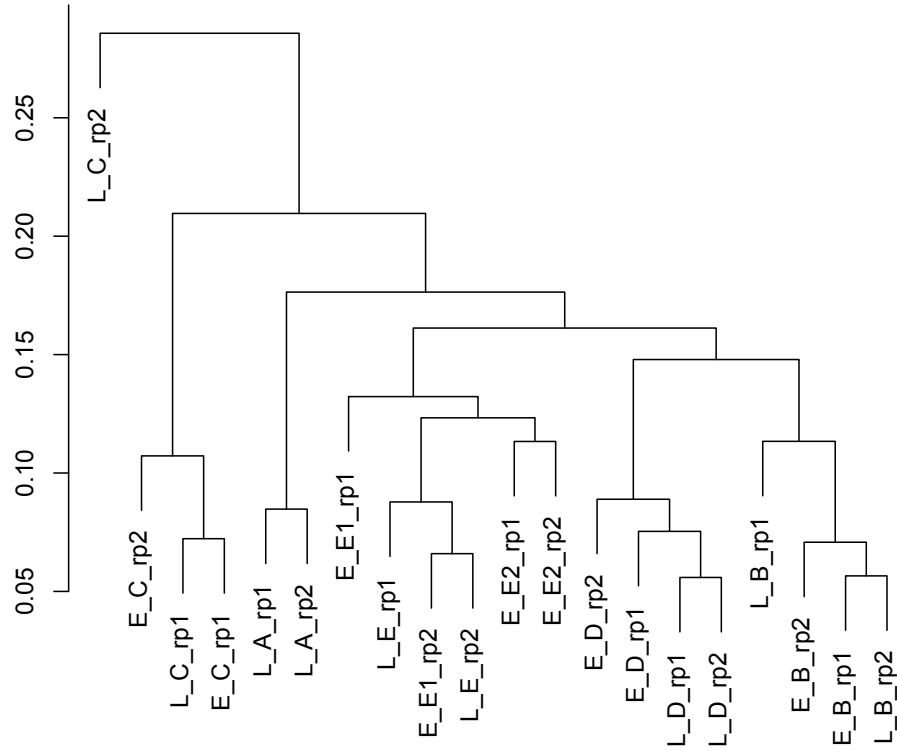 0.25
0.20
0.15
0.10
0.05
L_C_rp2
E_C_rp2
L_C_rp1
E_C_rp1
L_A_rp1
L_A_rp2
E_E1_rp1
L_E_rp1
E_E1_rp2
L_E_rp2
E_E2_rp1
E_E2_rp2
E_D_rp2
E_D_rp1
L_D_rp1
L_D_rp2
L_B_rp1
E_B_rp2
E_B_rp1
L_B_rp2